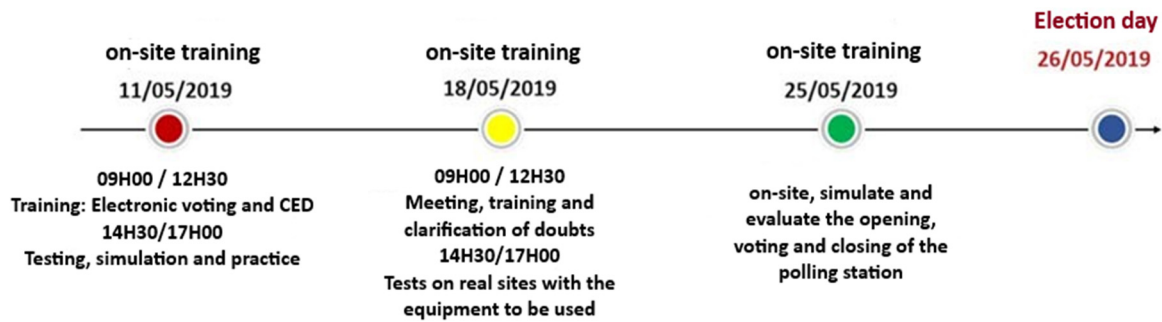 on-site training
11/05/2019
09H00 / 12H30
Training: Electronic voting and CED
14H30/17H00
Testing, simulation and practice
on-site training
18/05/2019
09H00 / 12H30
Meeting, training and
clarification of doubts
14H30/17H00
Tests on real sites with the
equipment to be used
on-site training
25/05/2019
on-site, simulate and
evaluate the opening,
voting and closing of the
polling station
Election day
26/05/2019